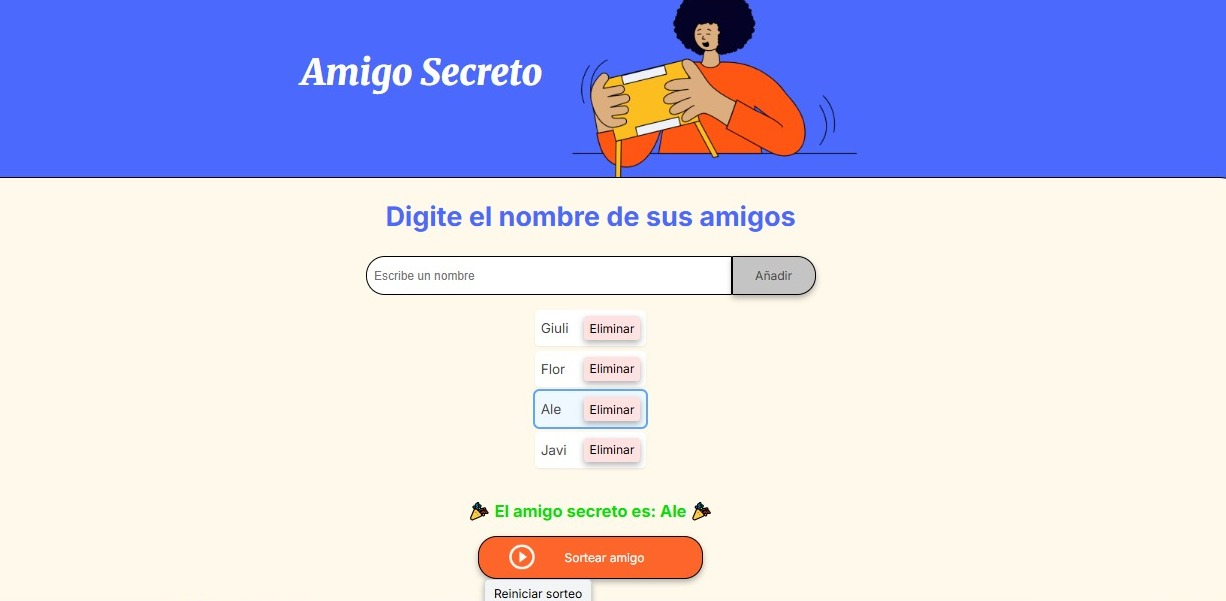 Amigo Secreto
Digite el nombre de sus amigos
Escribe un nombre Añadir
Giuli Eliminar
Flor Eliminar
Ale Eliminar
Javi Eliminar
🎉 El amigo secreto es: Ale 🎉
Sortear amigo
Reiniciar sorteo